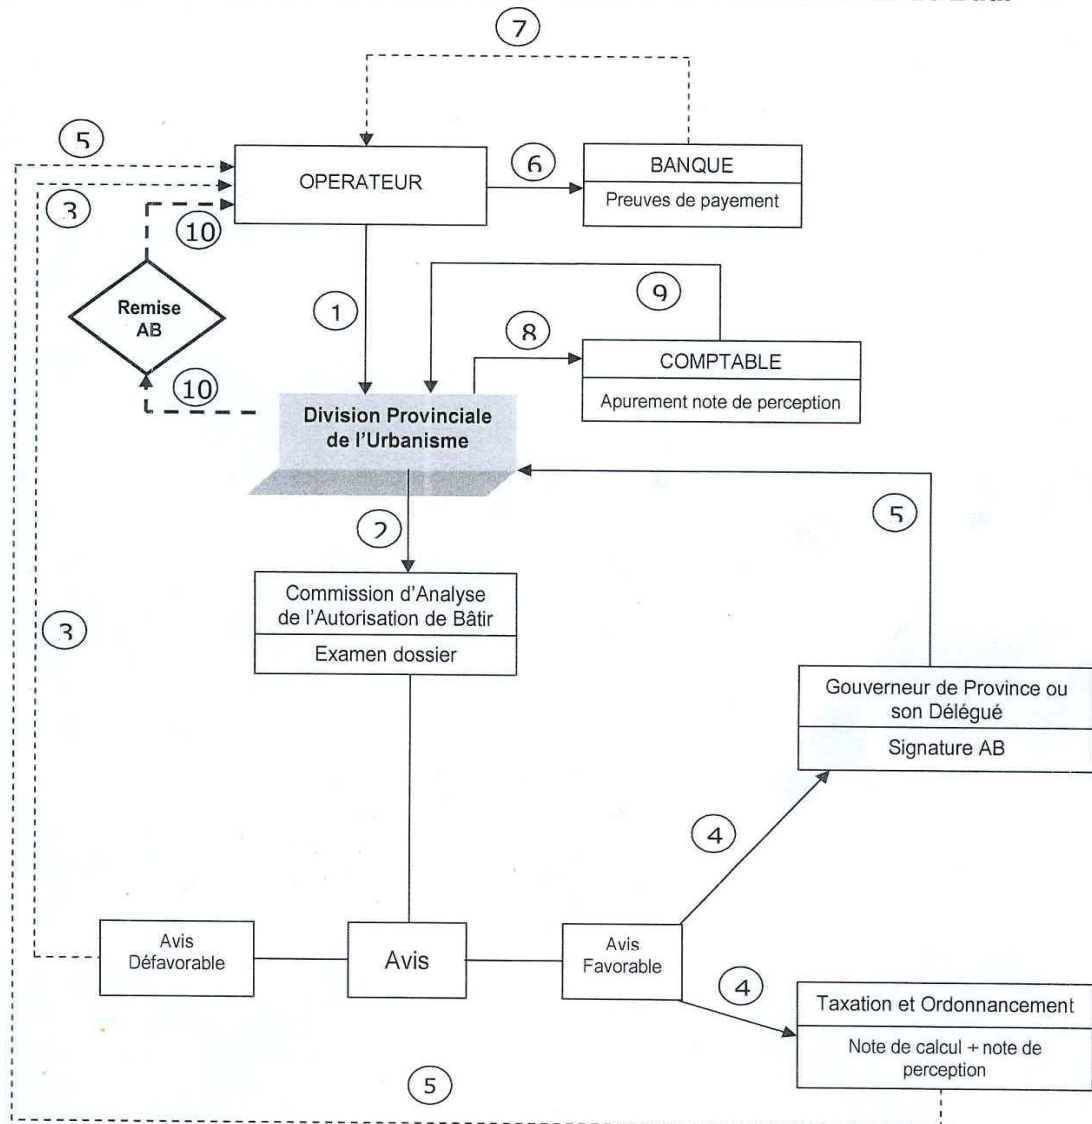 7
5
OPERATEUR
6
BANQUE
Preuves de payement
3
10
Remise
AB
1
9
8
COMPTABLE
Apurement note de perception
10
Division Provinciale
de l'Urbanisme
2
5
Commission d'Analyse
de l'Autorisation de Bâtir
Examen dossier
3
Gouverneur de Province ou
son Délégué
Signature AB
4
Avis
Défavorable
Avis
Avis
Favorable
4
Taxation et Ordonnancement
Note de calcul + note de
perception
5